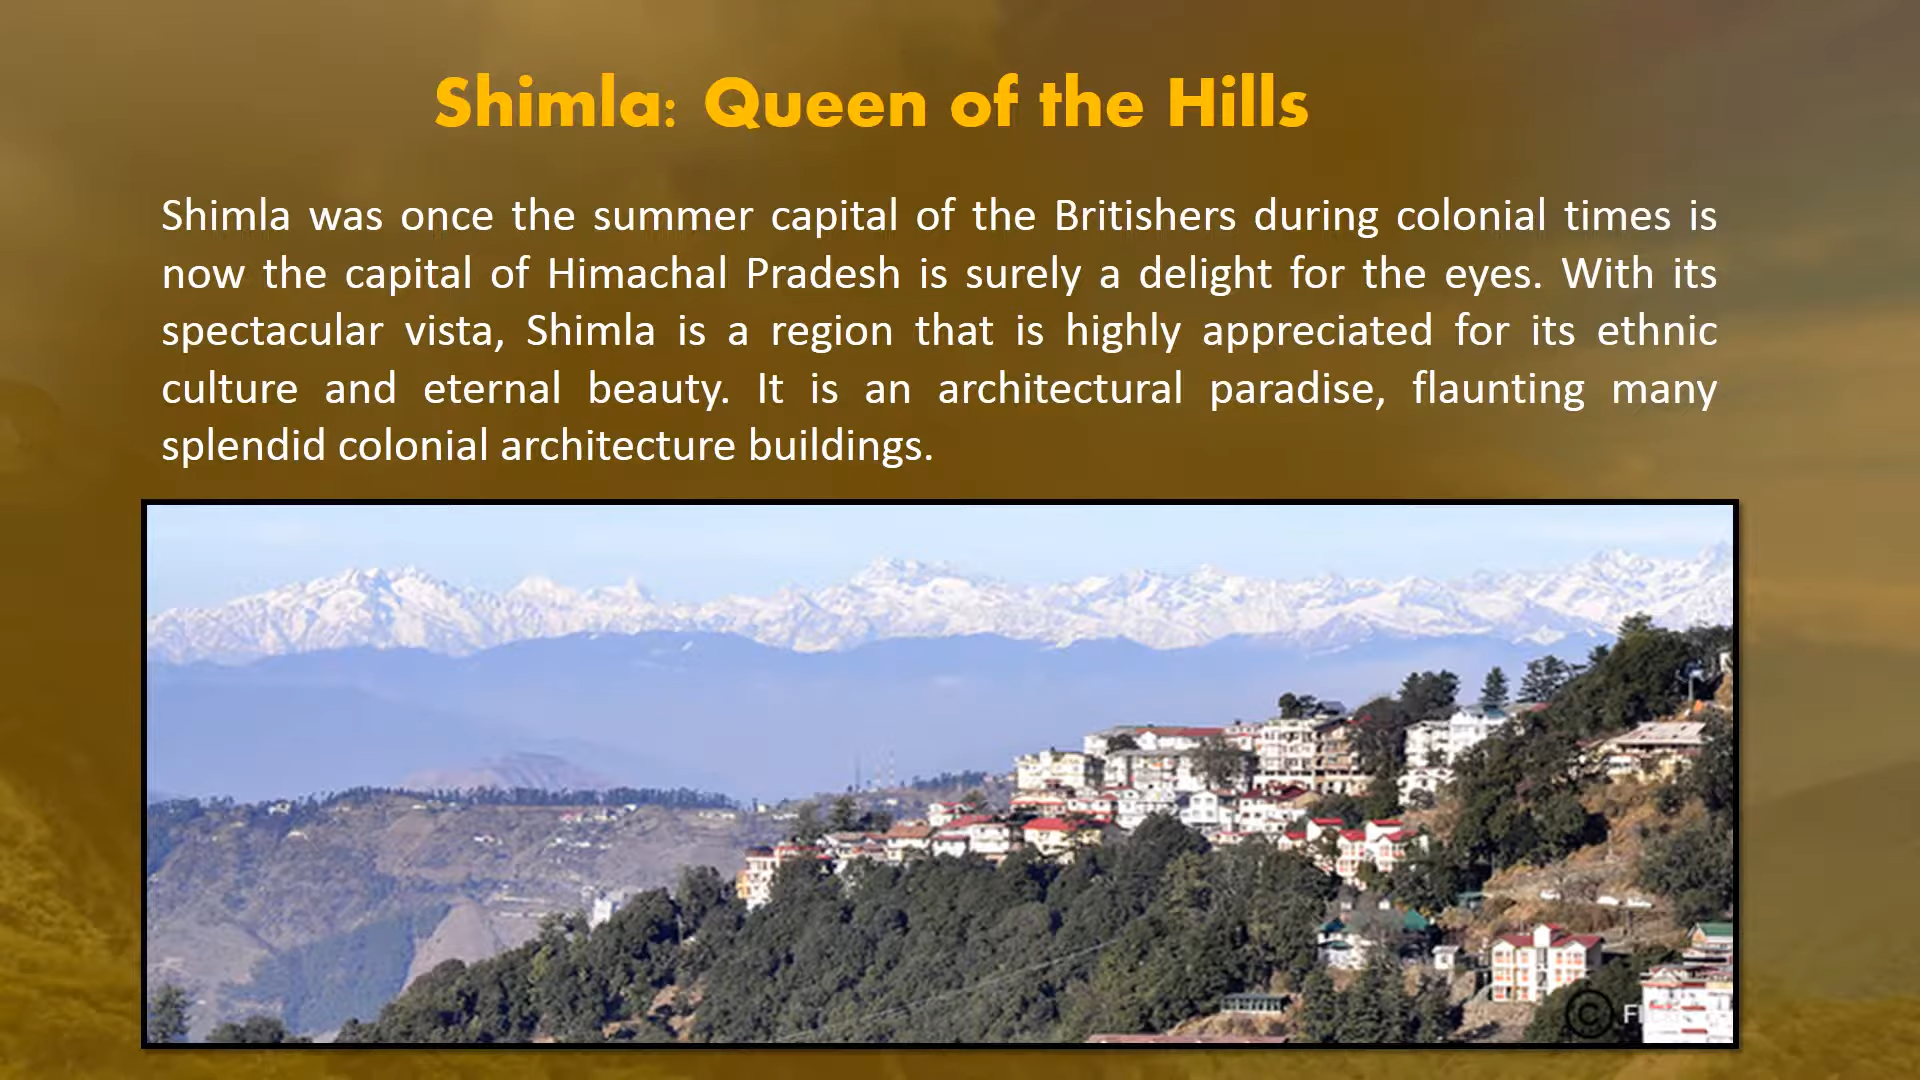 Shimla: Queen of the Hills
Shimla was once the summer capital of the Britishers during colonial times is
now the capital of Himachal Pradesh is surely a delight for the eyes. With its
spectacular vista, Shimla is a region that is highly appreciated for its ethnic
culture and eternal beauty. It is an architectural paradise, flaunting many
splendid colonial architecture buildings.
©